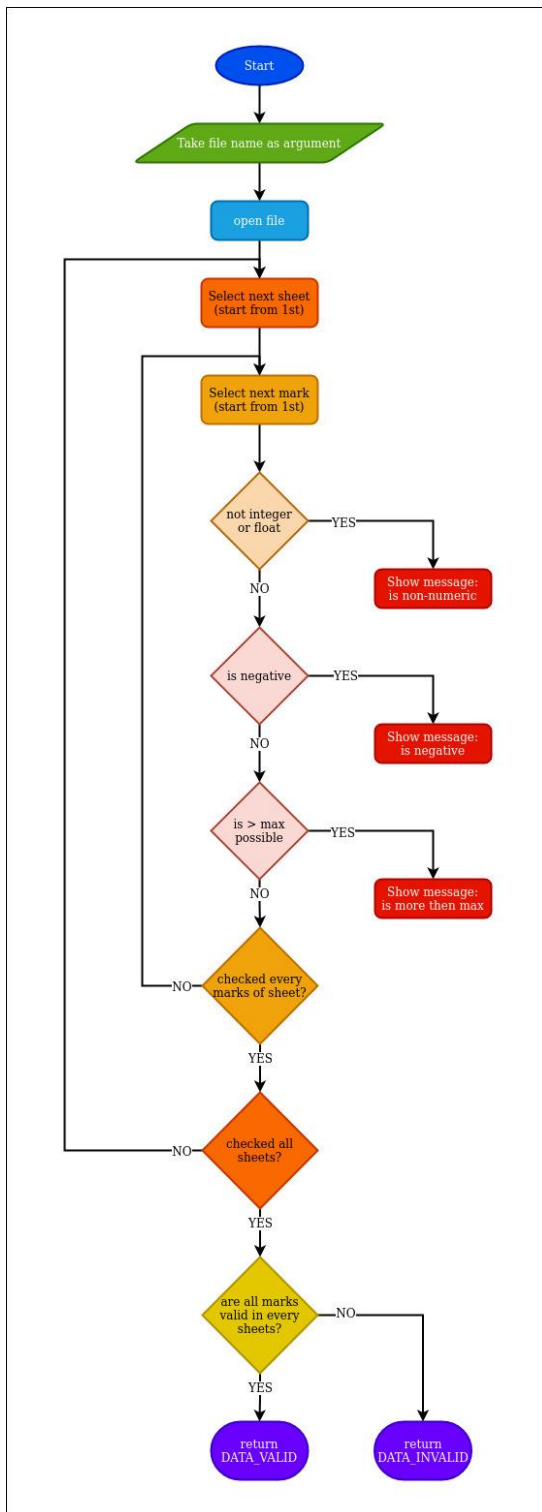 Start
Take file name as argument
open file
Select next sheet
(start from 1st)
Select next mark
(start from 1st)
not integer
or float
YES
Show message:
is non-numeric
NO
is negative
YES
Show message:
is negative
NO
is > max
possible
YES
Show message:
is more then max
NO
checked every
marks of sheet?
NO
YES
checked all
sheets?
NO
YES
are all marks
valid in every
sheets?
NO
YES
return
DATA_VALID
return
DATA_INVALID